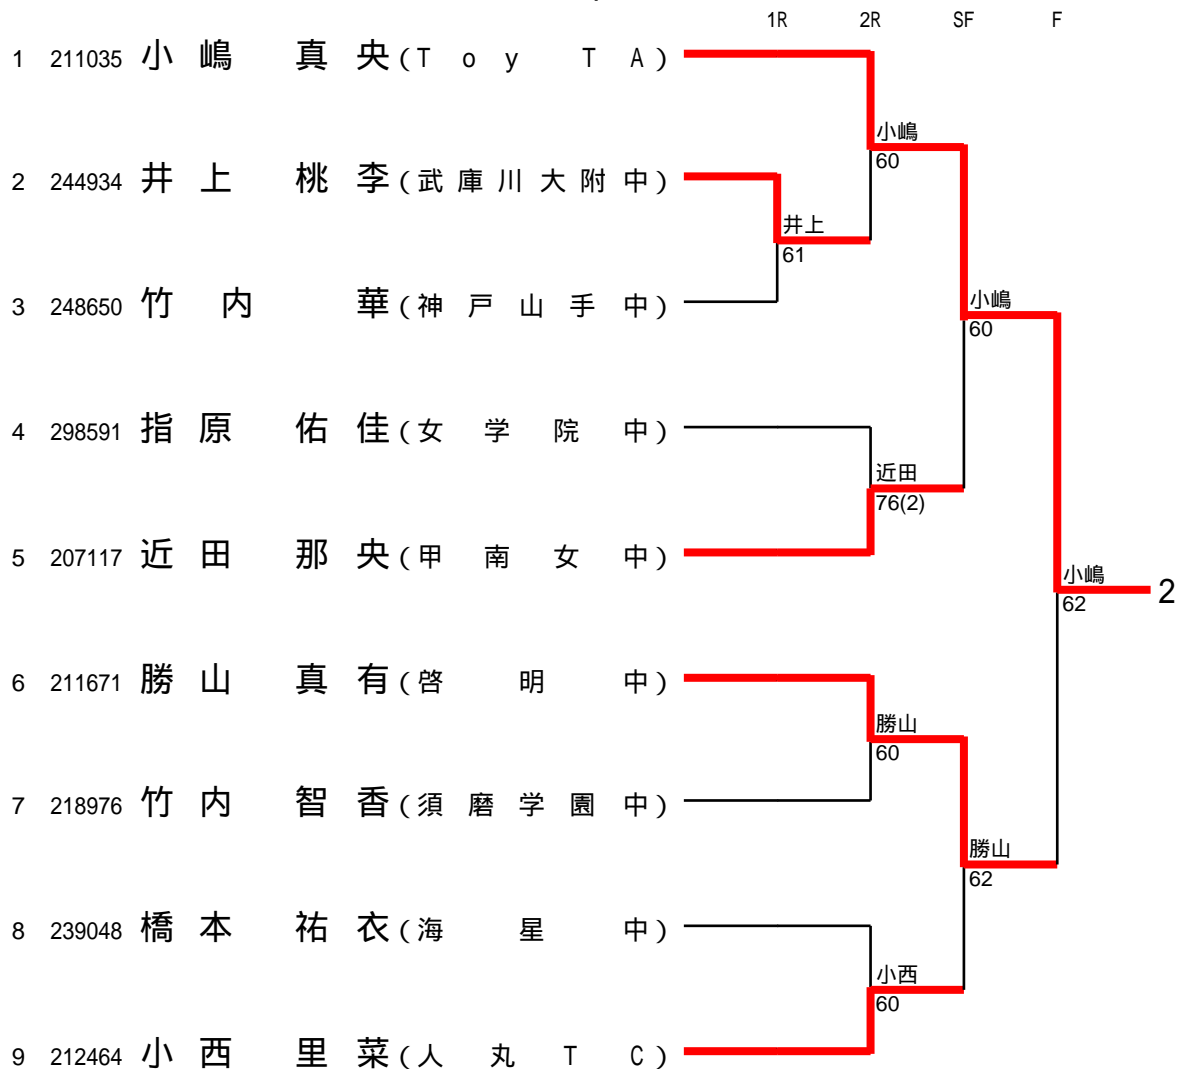 1R 2R SF F
1 211035 小嶋 真央(Toy TA)
小嶋
60
2 244934 井上 桃李(武庫川大附中)
井上
61
3 248650 竹内 華(神戸山手中)
小嶋
60
4 298591 指原 佑佳(女学院中)
近田
76(2)
5 207117 近田 那央(甲南女中)
小嶋
62
2
6 211671 勝山 真有(啓明中)
勝山
60
7 218976 竹内 智香(須磨学園中)
勝山
62
8 239048 橋本 祐衣(海星中)
小西
60
9 212464 小西 里菜(人丸TC)